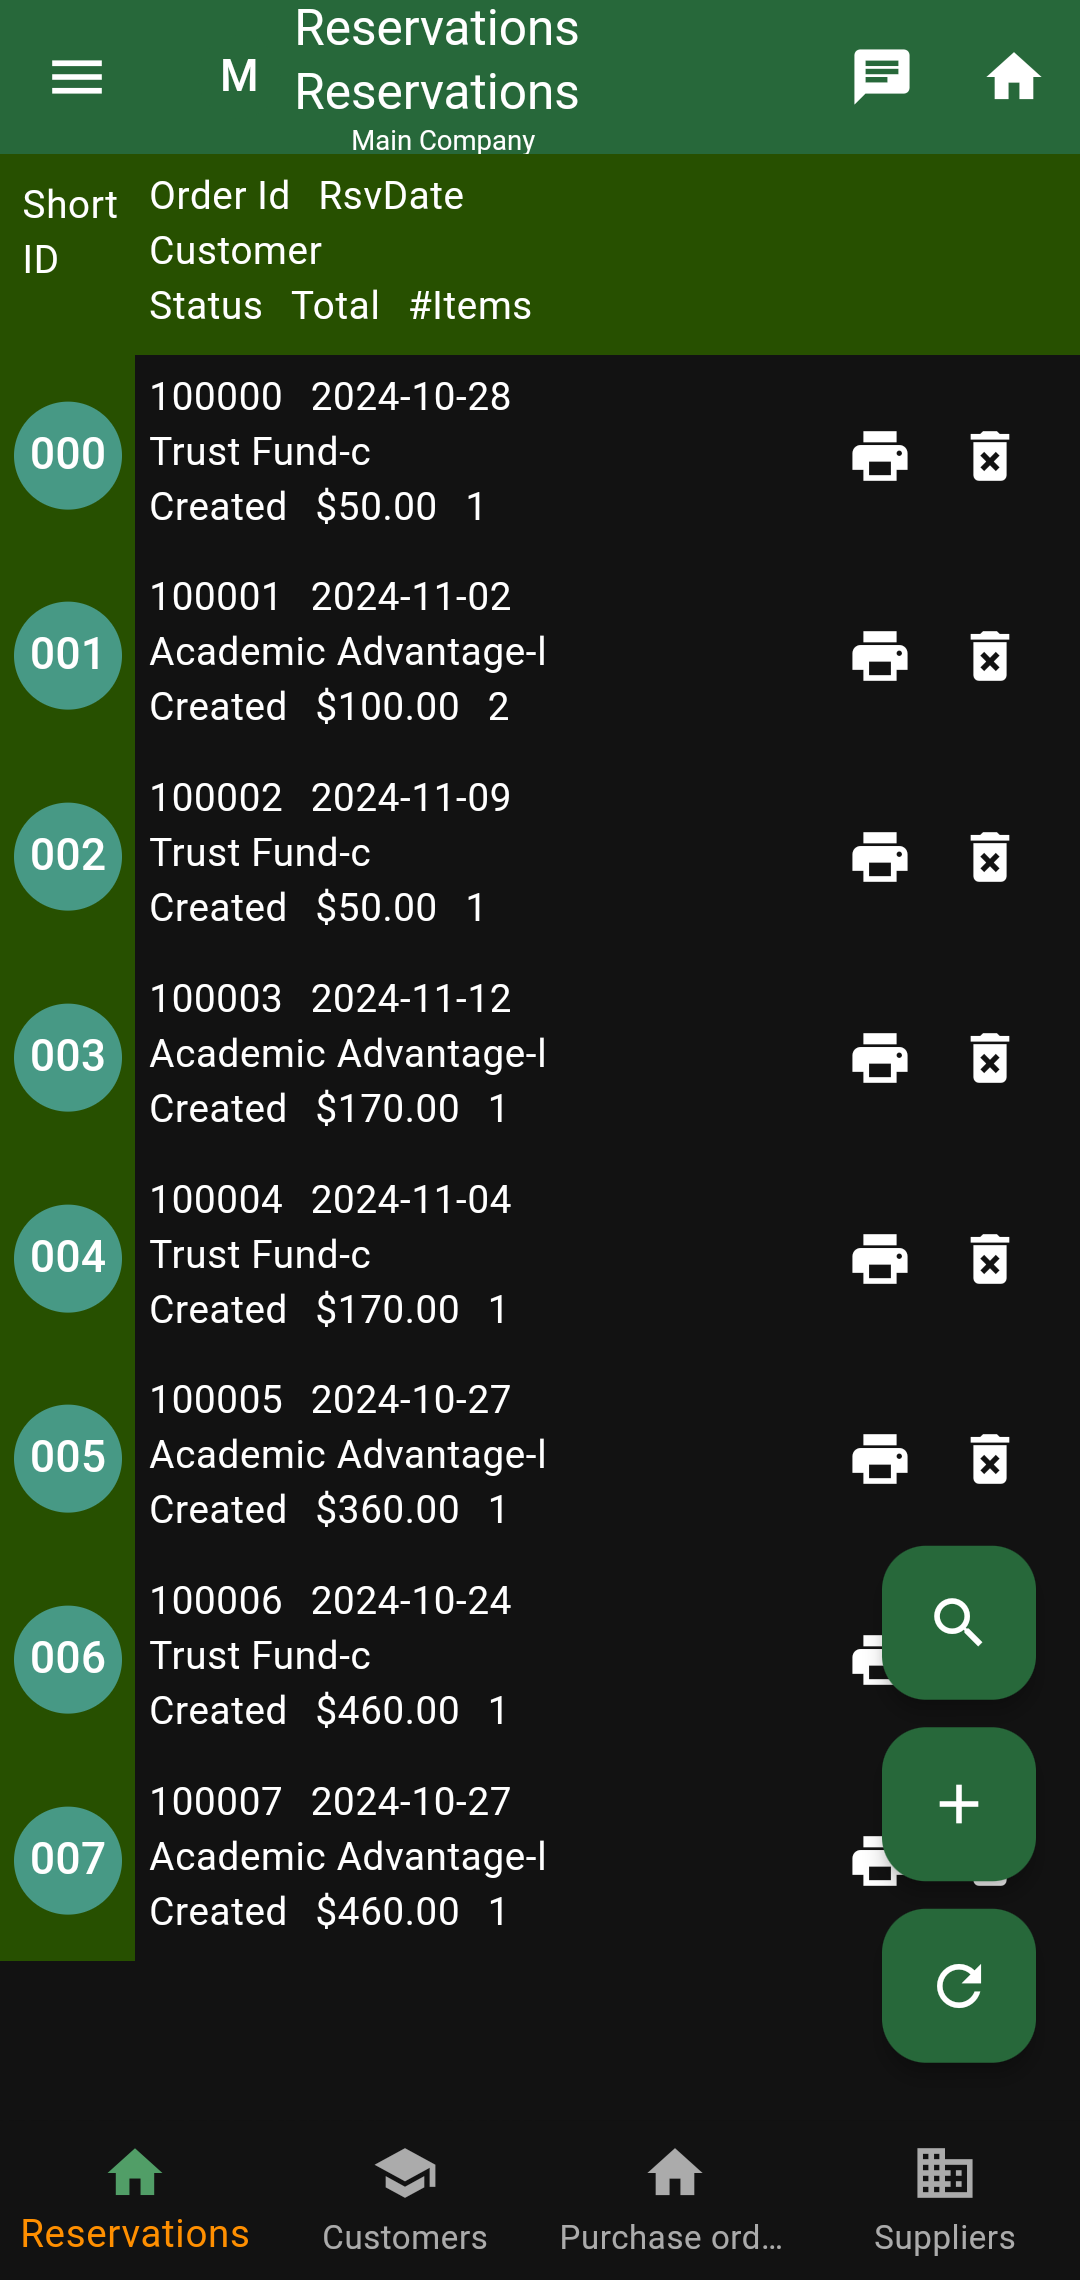 M
Reservations
Reservations
Main Company
Short
ID
Order Id RsvDate
Customer
Status Total #Items
000
100000 2024-10-28
Trust Fund-c
Created $50.00 1
001
100001 2024-11-02
Academic Advantage-l
Created $100.00 2
002
100002 2024-11-09
Trust Fund-c
Created $50.00 1
003
100003 2024-11-12
Academic Advantage-l
Created $170.00 1
004
100004 2024-11-04
Trust Fund-c
Created $170.00 1
005
100005 2024-10-27
Academic Advantage-l
Created $360.00 1
006
100006 2024-10-24
Trust Fund-c
Created $460.00 1
007
100007 2024-10-27
Academic Advantage-l
Created $460.00 1
Reservations
Customers
Purchase ord...
Suppliers